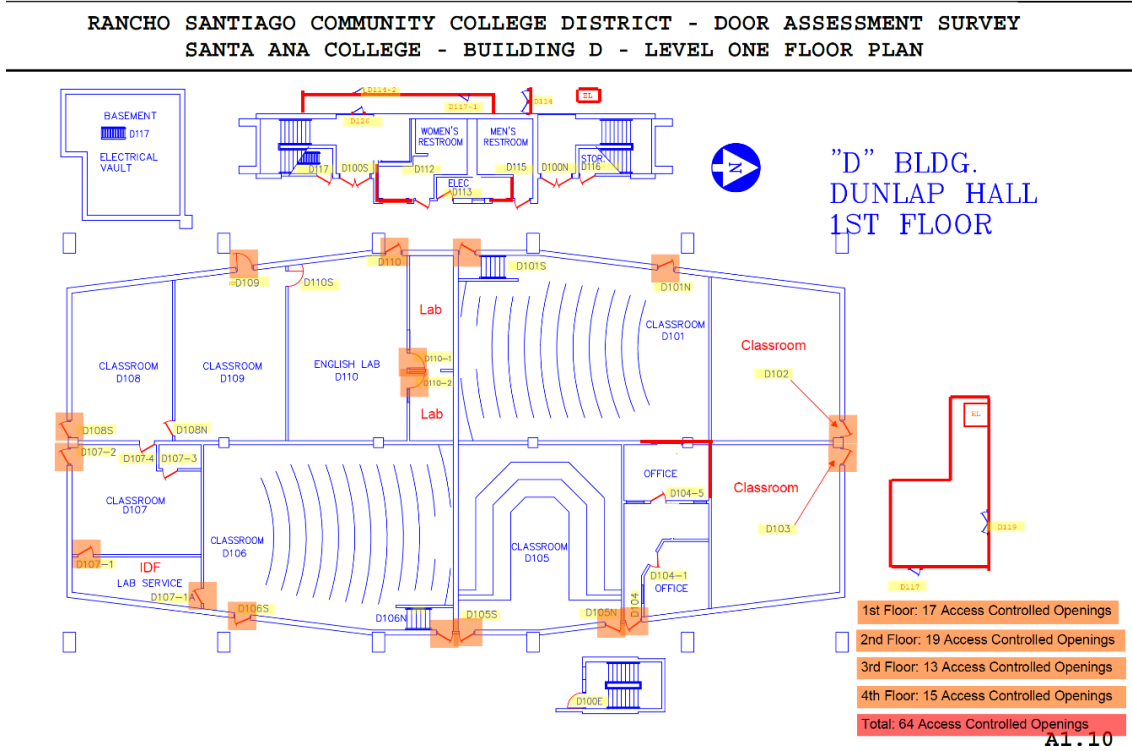 RANCHO SANTIAGO COMMUNITY COLLEGE DISTRICT - DOOR ASSESSMENT SURVEY
SANTA ANA COLLEGE - BUILDING D - LEVEL ONE FLOOR PLAN
BASEMENT
D117
ELECTRICAL
VAULT
D114-2
D117-1
D114
EL
D120
WOMEN'S
RESTROOM
MEN'S
RESTROOM
D117
D100S
D112
ELEC
D113
D115
D100N
STOR.
D116
N
"D" BLDG.
DUNLAP HALL
1ST FLOOR
D109
D110S
D110
D101S
D101N
Lab
CLASSROOM
D108
CLASSROOM
D109
ENGLISH LAB
D110
D110-1
D110-2
Lab
CLASSROOM
D101
Classroom
D102
D108S
D108N
D107-2
D107-4
D107-3
CLASSROOM
D107
D107-1
IDF
LAB SERVICE
D107-1A
CLASSROOM
D106
D106S
D106N
D105S
CLASSROOM
D105
D105N
OFFICE
D104-5
D104-1
OFFICE
D104
Classroom
D103
EL
D119
D117
D100E
1st Floor: 17 Access Controlled Openings
2nd Floor: 19 Access Controlled Openings
3rd Floor: 13 Access Controlled Openings
4th Floor: 15 Access Controlled Openings
Total: 64 Access Controlled Openings
A1.10